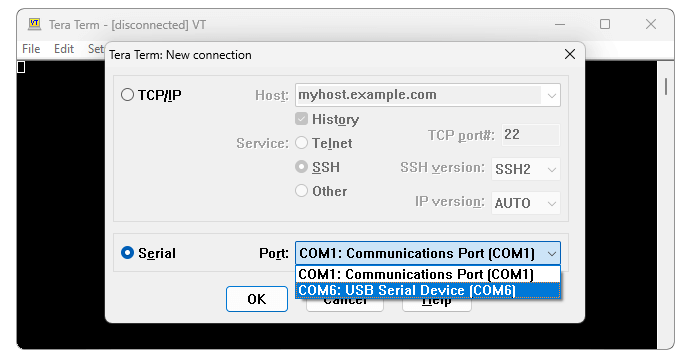 VT Tera Term - [disconnected] VT
File Edit Set
Tera Term: New connection
TCP/IP Host: myhost.example.com
History
Service: Telnet TCP port#: 22
SSH SSH version: SSH2
Other IP version: AUTO
Serial Port: COM1: Communications Port (COM1)
COM1: Communications Port (COM1)
COM6: USB Serial Device (COM6)
OK Cancel Help